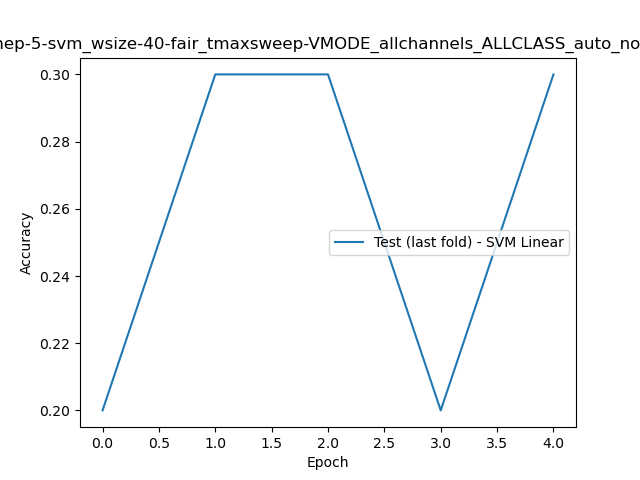 nep-5-svm_wsize-40-fair_tmaxsweep-VMODE_allchannels_ALLCLASS_auto_no
0.30
0.28
0.26
0.24
0.22
0.20
Accuracy
Test (last fold) - SVM Linear
0.0 0.5 1.0 1.5 2.0 2.5 3.0 3.5 4.0
Epoch